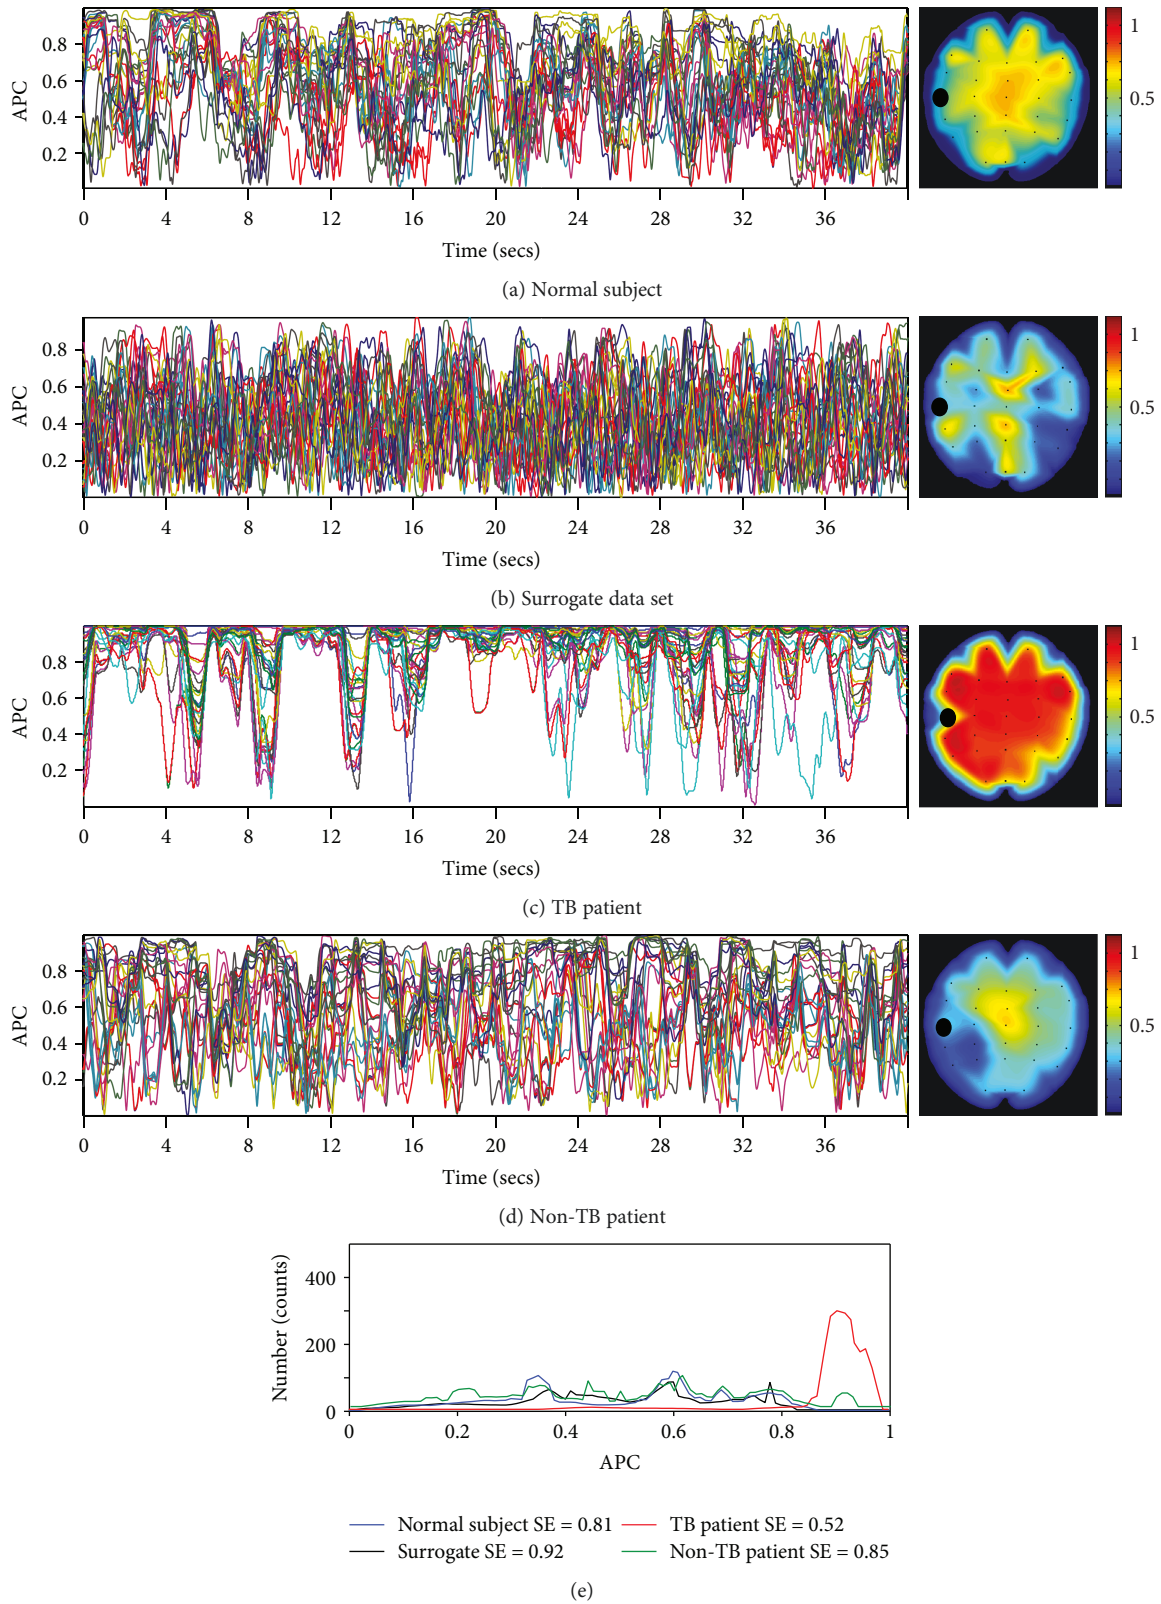 APC
0.8
0.6
0.4
0.2
0 4 8 12 16 20 24 28 32 36
Time (secs)
1
0.5
(a) Normal subject
APC
0.8
0.6
0.4
0.2
0 4 8 12 16 20 24 28 32 36
Time (secs)
1
0.5
(b) Surrogate data set
APC
0.8
0.6
0.4
0.2
0 4 8 12 16 20 24 28 32 36
Time (secs)
1
0.5
(c) TB patient
APC
0.8
0.6
0.4
0.2
0 4 8 12 16 20 24 28 32 36
Time (secs)
1
0.5
(d) Non-TB patient
Number (counts)
400
200
0
0 0.2 0.4 0.6 0.8 1
APC
Normal subject SE = 0.81
TB patient SE = 0.52
Surrogate SE = 0.92
Non-TB patient SE = 0.85
(e)